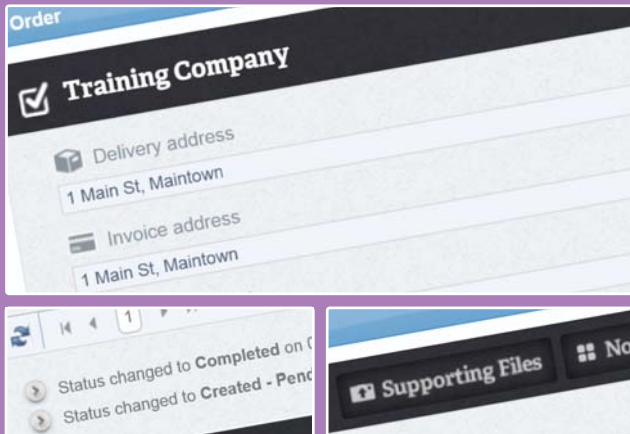 Order
Training Company
Delivery address
1 Main St, Maintown
Invoice address
1 Main St, Maintown
1
Status changed to Completed on
Status changed to Created - Pend
Supporting Files
No